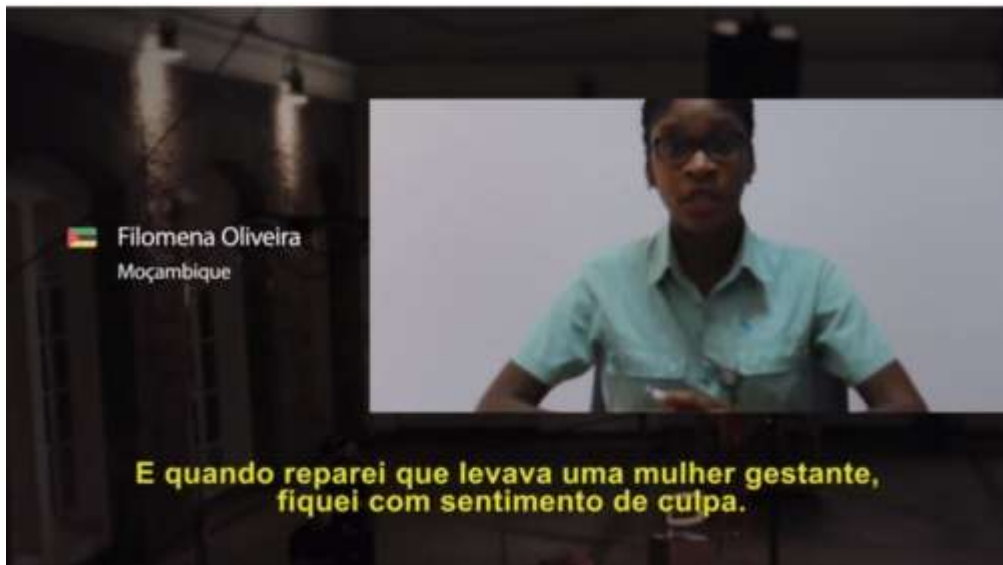 Filomena Oliveira
Moçambique
E quando reparei que levava uma mulher gestante,
fiquei com sentimento de culpa.